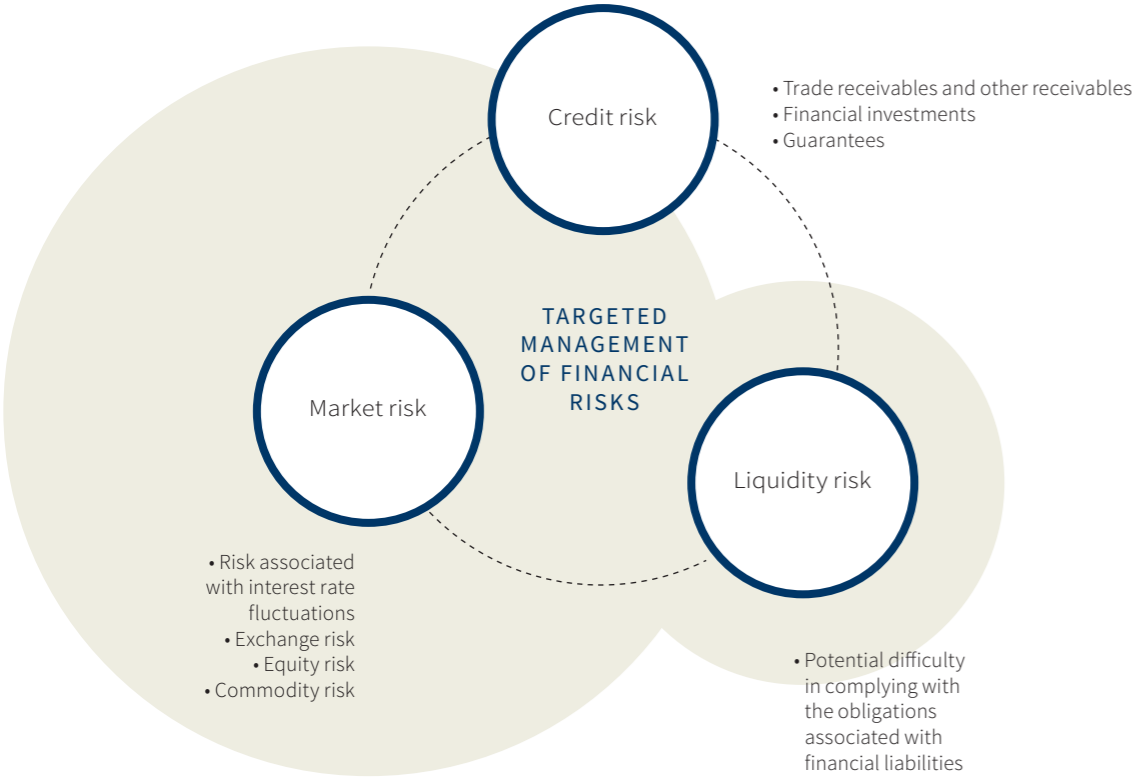 Credit risk
• Trade receivables and other receivables
• Financial investments
• Guarantees
TARGETED
MANAGEMENT
OF FINANCIAL
RISKS
Market risk
Liquidity risk
• Risk associated
with interest rate
fluctuations
• Exchange risk
• Equity risk
• Commodity risk
• Potential difficulty
in complying with
the obligations
associated with
financial liabilities